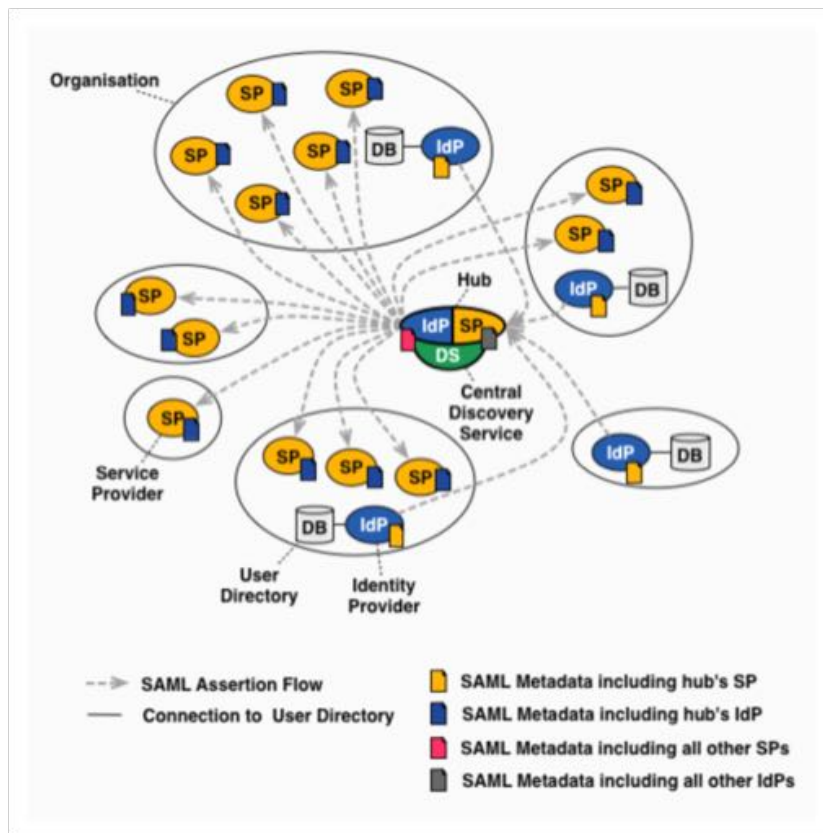 Organisation
SP
SP
SP
SP
DB
IdP
SP
SP
SP
IdP
DB
Hub
IdP
SP
DS
Central
Discovery
Service
SP
SP
SP
Service
Provider
SP
SP
SP
DB
IdP
IdP
DB
User
Directory
Identity
Provider
SAML Assertion Flow
Connection to User Directory
SAML Metadata including hub's SP
SAML Metadata including hub's IdP
SAML Metadata including all other SPs
SAML Metadata including all other IdPs